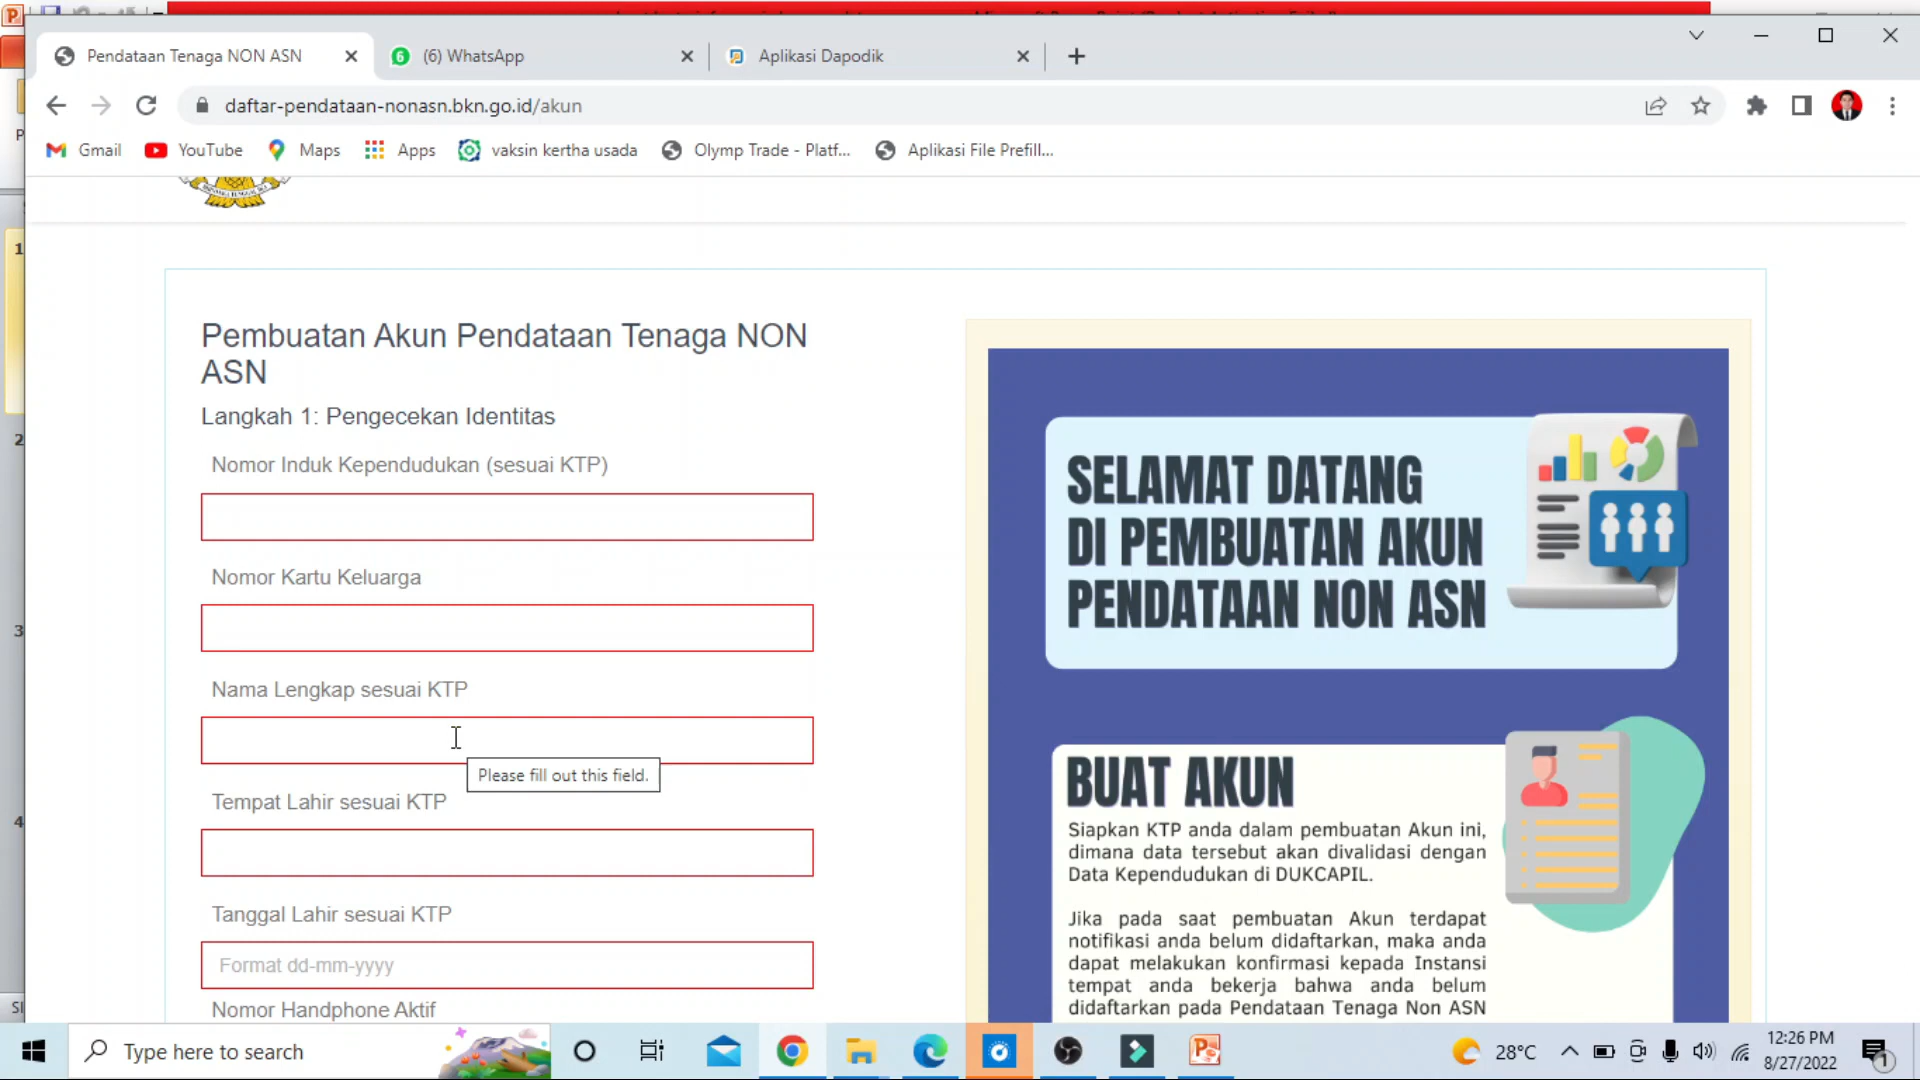 Pendataan Tenaga NON ASN
(6) WhatsApp
Aplikasi Dapodik
daftar-pendataan-nonasn.bkn.go.id/akun
Gmail
YouTube
Maps
Apps
vaksin kertha usada
Olymp Trade - Platf...
Aplikasi File Prefill...
Pembuatan Akun Pendataan Tenaga NON
ASN
Langkah 1: Pengecekan Identitas
Nomor Induk Kependudukan (sesuai KTP)
Nomor Kartu Keluarga
Nama Lengkap sesuai KTP
Please fill out this field.
Tempat Lahir sesuai KTP
Tanggal Lahir sesuai KTP
Format dd-mm-yyyy
Nomor Handphone Aktif
SELAMAT DATANG
DI PEMBUATAN AKUN
PENDATAAN NON ASN
BUAT AKUN
Siapkan KTP anda dalam pembuatan Akun ini,
dimana data tersebut akan divalidasi dengan
Data Kependudukan di DUKCAPIL.
Jika pada saat pembuatan Akun terdapat
notifikasi anda belum didaftarkan, maka anda
dapat melakukan konfirmasi kepada Instansi
tempat anda bekerja bahwa anda belum
didaftarkan pada Pendataan Tenaga Non ASN
1
2
3
4
Type here to search
28°C
12:26 PM
8/27/2022
1